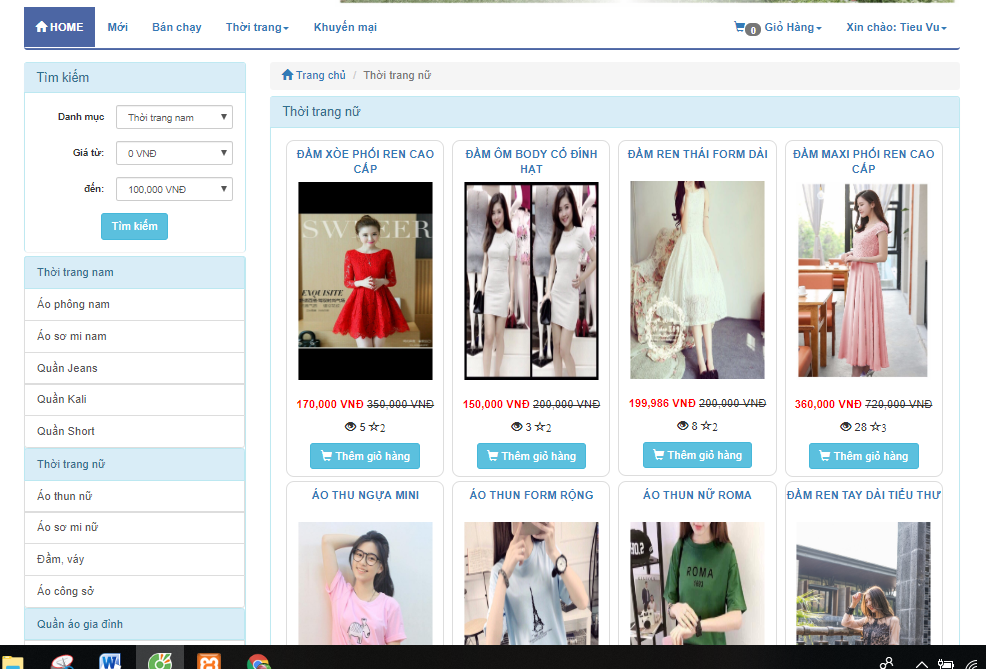 HOME Mới Bán chạy Thời trang Khuyến mại 0 Giỏ Hàng Xin chào: Tieu Vu
Tìm kiếm
Danh mục Thời trang nam
Giá từ: 0 VNĐ
đến: 100,000 VNĐ
Tìm kiếm
Thời trang nam
Áo phông nam
Áo sơ mi nam
Quần Jeans
Quần Kali
Quần Short
Thời trang nữ
Áo thun nữ
Áo sơ mi nữ
Đầm, váy
Áo công sở
Quần áo gia đình
Trang chủ / Thời trang nữ
Thời trang nữ
ĐẦM XÒE PHỐI REN CAO
CẤP
SWEEER
EXQUISITE
170,000 VNĐ 350,000 VNĐ
5 2
Thêm giỏ hàng
ĐẦM ÔM BODY CỔ ĐÍNH
HẠT
150,000 VNĐ 200,000 VNĐ
3 2
Thêm giỏ hàng
ĐẦM REN THÁI FORM DÀI
199,986 VNĐ 200,000 VNĐ
8 2
Thêm giỏ hàng
ĐẦM MAXI PHỐI REN CAO
CẤP
360,000 VNĐ 720,000 VNĐ
28 3
Thêm giỏ hàng
ÁO THU NGỰA MINI
ÁO THUN FORM RỘNG
ÁO THUN NỮ ROMA
ROMA
ĐẦM REN TAY DÀI TIỂU THƯ